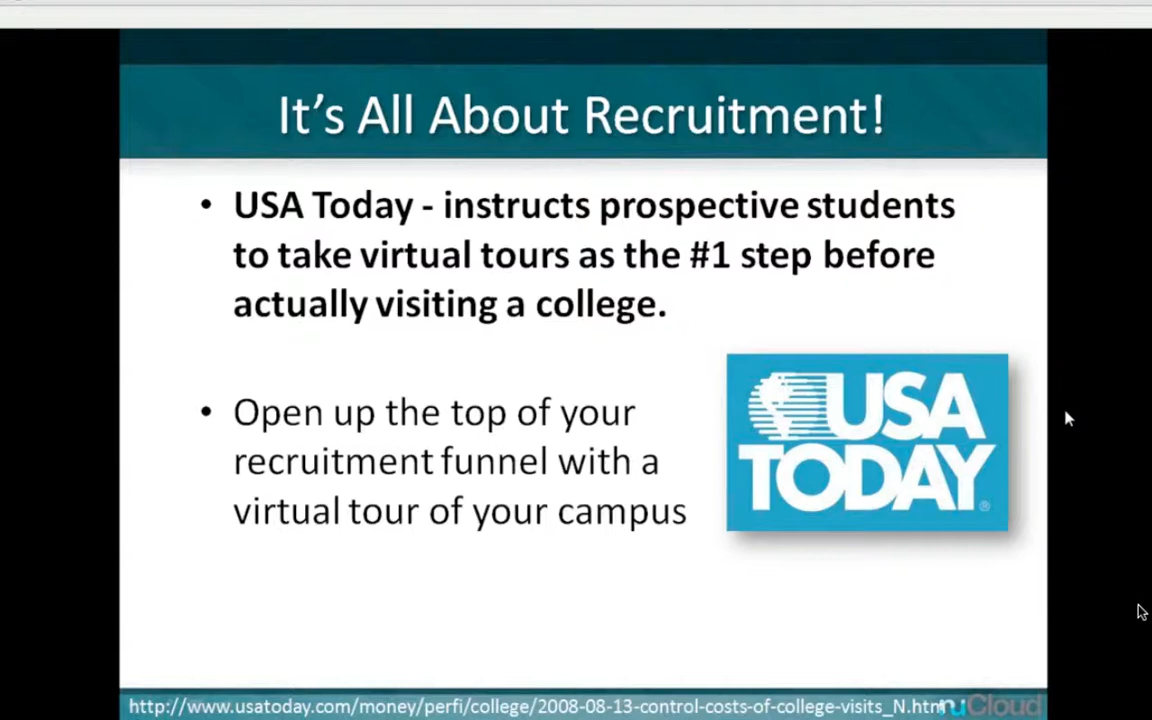 It's All About Recruitment!
• USA Today - instructs prospective students
to take virtual tours as the #1 step before
actually visiting a college.
• Open up the top of your
recruitment funnel with a
virtual tour of your campus
USA
TODAY®
http://www.usatoday.com/money/perfi/college/2008-08-13-control-costs-of-college-visits_N.htm
nuCloud